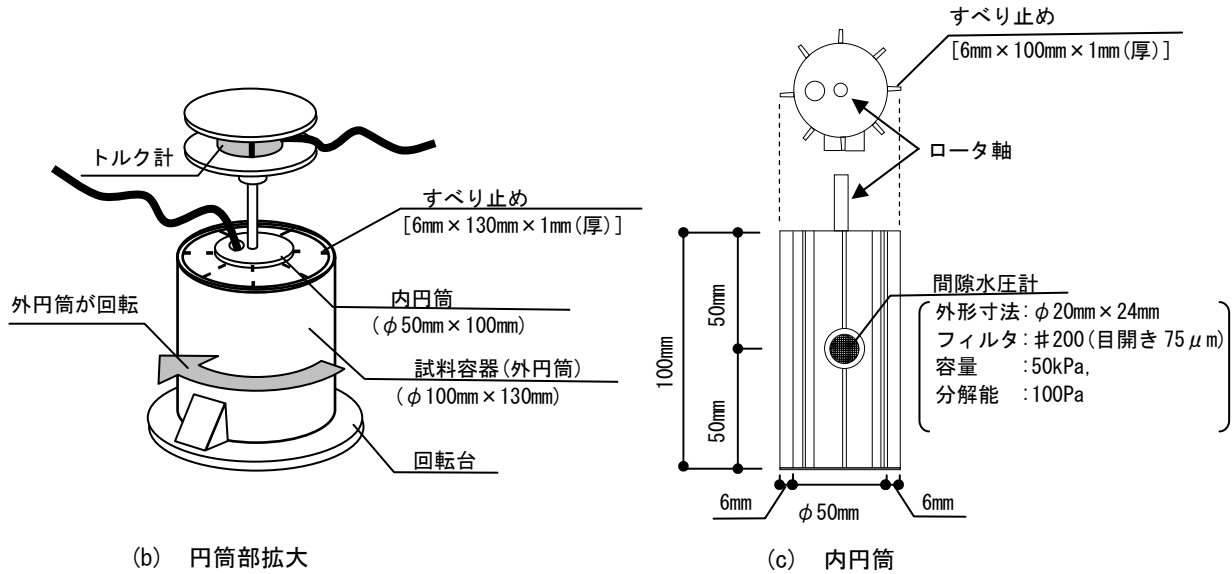 トルク計
すべり止め
[6mm×130mm×1mm(厚)]
外円筒が回転
内円筒
(φ50mm×100mm)
試料容器(外円筒)
(φ100mm×130mm)
回転台
(b) 円筒部拡大
すべり止め
[6mm×100mm×1mm(厚)]
ロータ軸
100mm
50mm
50mm
間隙水圧計
外形寸法:φ20mm×24mm
フィルタ:♯200(目開き75μm)
容量 :50kPa,
分解能 :100Pa
6mm
φ50mm
6mm
(c) 内円筒